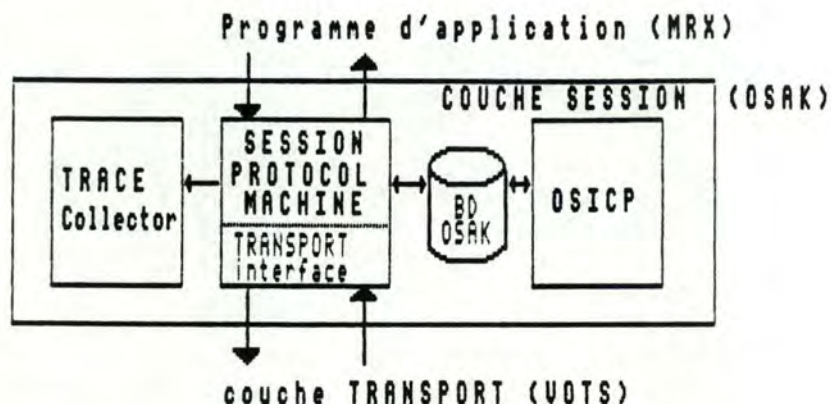 Programme d'application (MRX)
COUCHE SESSION (OSAK)
TRACE
Collector
SESSION
PROTOCOL
MACHINE
TRANSPORT
interface
BD
OSAK
OSICP
couche TRANSPORT (VOTS)